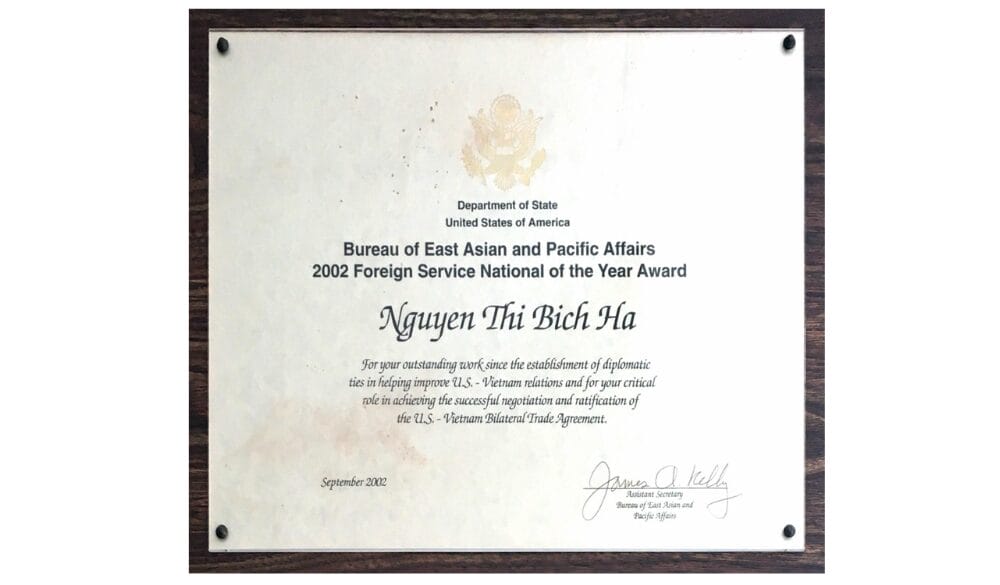 Department of State
United States of America
Bureau of East Asian and Pacific Affairs
2002 Foreign Service National of the Year Award
Nguyen Thi Bich Ha
For your outstanding work since the establishment of diplomatic
ties in helping improve U.S. - Vietnam relations and for your critical
role in achieving the successful negotiation and ratification of
the U.S. - Vietnam Bilateral Trade Agreement.
September 2002
James A Kelly
Assistant Secretary
Bureau of East Asian and
Pacific Affairs